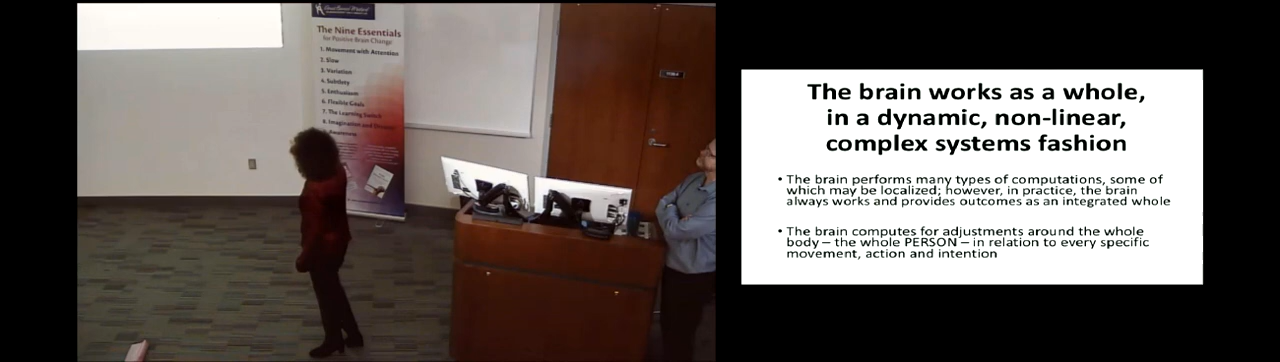 The Nine Essentials
for Positive Brain Change
1. Movement with Attention
2. Slow
3. Variation
4. Subtlety
5. Enthusiasm
6. Flexible Goals
7. The Learning Switch
8. Imagination and
9. Awareness
The brain works as a whole,
in a dynamic, non-linear,
complex systems fashion
• The brain performs many types of computations, some of
which may be localized; however, in practice, the brain
always works and provides outcomes as an integrated whole
• The brain computes for adjustments around the whole
body – the whole PERSON – in relation to every specific
movement, action and intention